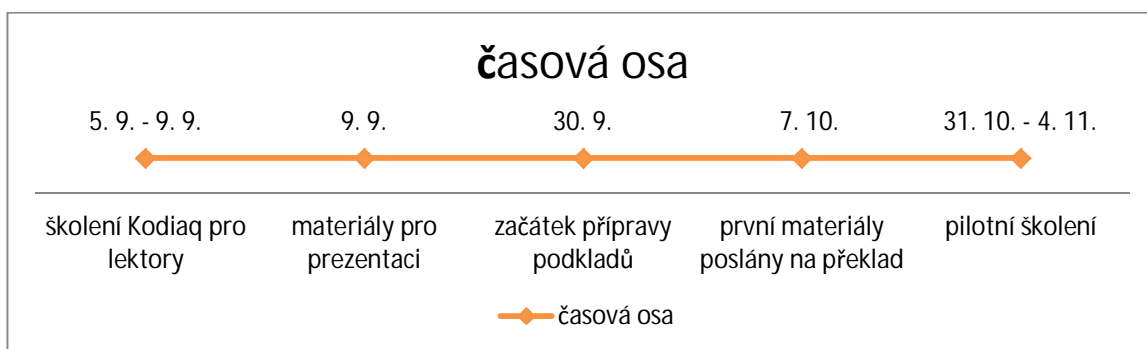 časová osa
5. 9. - 9. 9.
9. 9.
30. 9.
7. 10.
31. 10. - 4. 11.
školení Kodiaq pro
lektory
materiály pro
prezentaci
začátek přípravy
podkladů
první materiály
poslány na překlad
pilotní školení
časová osa